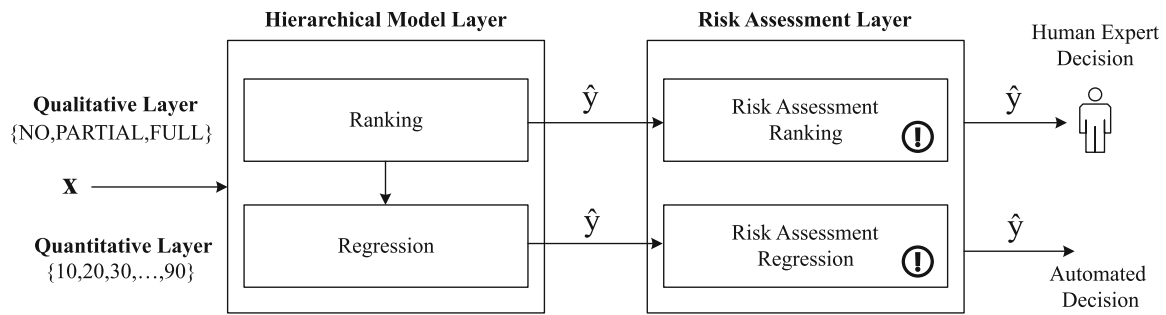 Hierarchical Model Layer
Risk Assessment Layer
Human Expert
Decision
Qualitative Layer
{NO,PARTIAL,FULL}
Ranking
ŷ
Risk Assessment
Ranking
!
ŷ
x
Quantitative Layer
{10,20,30,...,90}
Regression
ŷ
Risk Assessment
Regression
!
ŷ
Automated
Decision